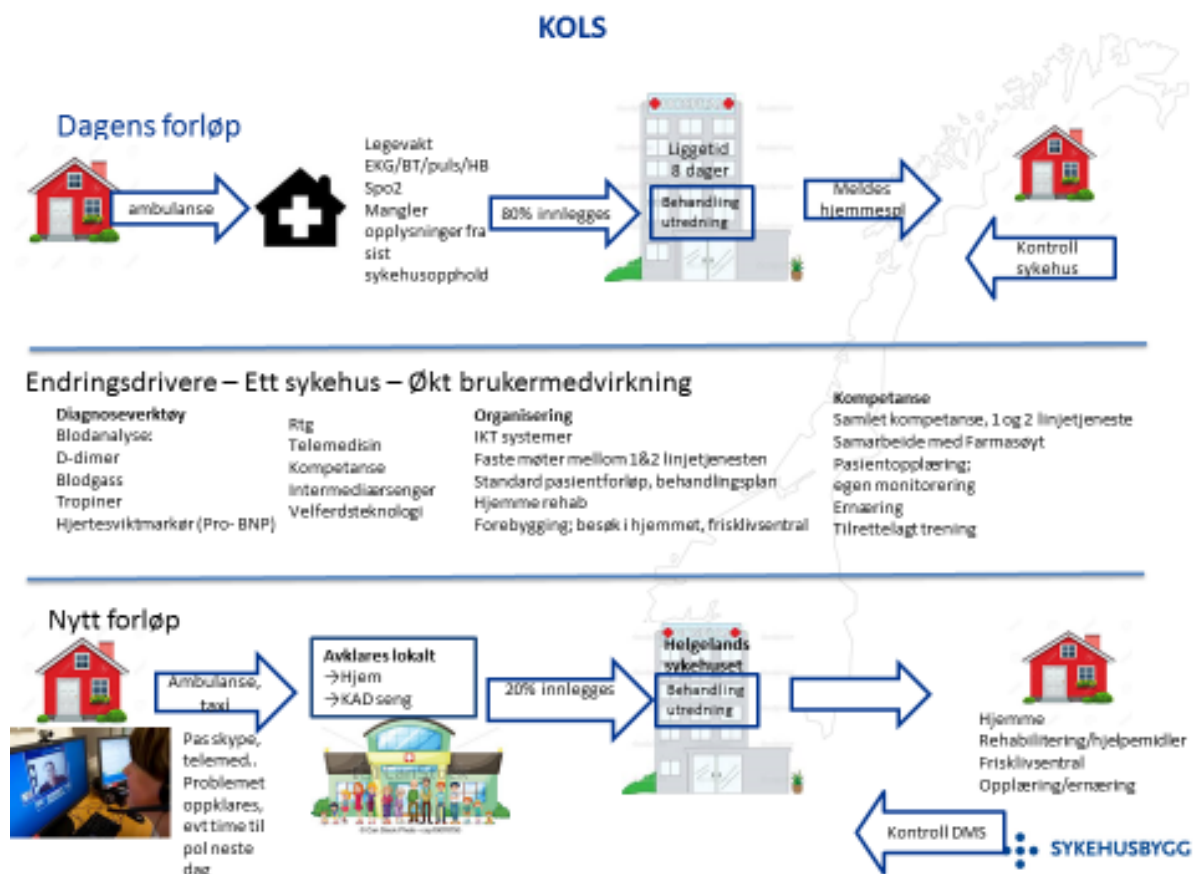 KOLS
Dagens forløp
ambulanse
Legevakt
EKG/BT/puls/HB
Spo2
Mangler
opplysninger fra
sist
sykehusopphold
80% innlegges
Liggetid
8 dager
Behandling
utredning
Meldes
hjemmespl
Kontroll
sykehus
Endringsdrivere – Ett sykehus – Økt brukermedvirkning
Diagnoseverktøy
Blodanalyse:
D-dimer
Blodgass
Tropiner
Hjertesviktmarkør (Pro- BNP)
Rtg
Telemedisin
Kompetanse
Intermediærsenger
Velferdsteknologi
Organisering
IKT systemer
Faste møter mellom 1&2 linjetjenesten
Standard pasientforløp, behandlingsplan
Hjemme rehab
Forebygging; besøk i hjemmet, frisklivsentral
Kompetanse
Samlet kompetanse, 1 og 2 linjetjeneste
Samarbeide med Farmasøyt
Pasientopplæring;
egen monitorering
Ernæring
Tilrettelagt trening
Nytt forløp
Ambulanse,
taxi
Pas skype,
telemed..
Problemet
oppklares,
evt time til
pol neste
dag
Avklares lokalt
→Hjem
→KAD seng
20% innlegges
Helgelands
sykehuset
Behandling
utredning
Hjemme
Rehabilitering/hjelpemidler
Frisklivsentral
Opplæring/ernæring
Kontroll DMS
SYKEHUSBYGG